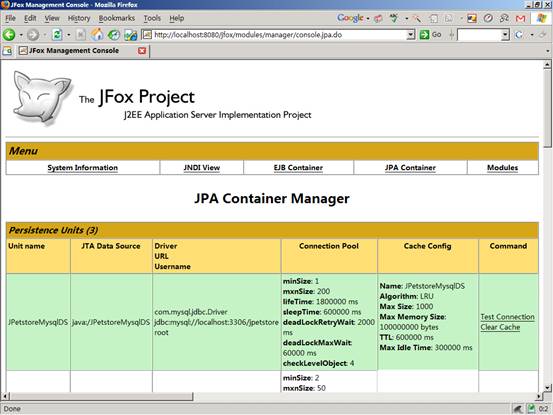 JFox Management Console - Mozilla Firefox
File Edit View History Bookmarks Tools Help
Google
http://localhost:8080/jfox/modules/manager/console.jpa.do
Go
JFox Management Console
The JFox Project
J2EE Application Server Implementation Project
Menu
System Information JNDI View EJB Container JPA Container Modules
JPA Container Manager
Persistence Units (3)
Unit name JTA Data Source Driver Connection Pool Cache Config Command
URL
Username
JPetstoreMysqlDS
java:/JPetstoreMysqlDS
com.mysql.jdbc.Driver
jdbc:mysql://localhost:3306/jpetstore
root
minSize: 1
mxnSize: 200
lifeTime: 1800000 ms
sleepTime: 600000 ms
deadLockRetryWait: 2000
ms
deadLockMaxWait:
60000 ms
checkLevelObject: 4
Name: JPetstoreMysqlDS
Algorithm: LRU
Max Size: 1000
Max Memory Size:
100000000 bytes
TTL: 600000 ms
Max Idle Time: 300000 ms
Test Connection
Clear Cache
minSize: 2
mxnSize: 50
Done
0:2